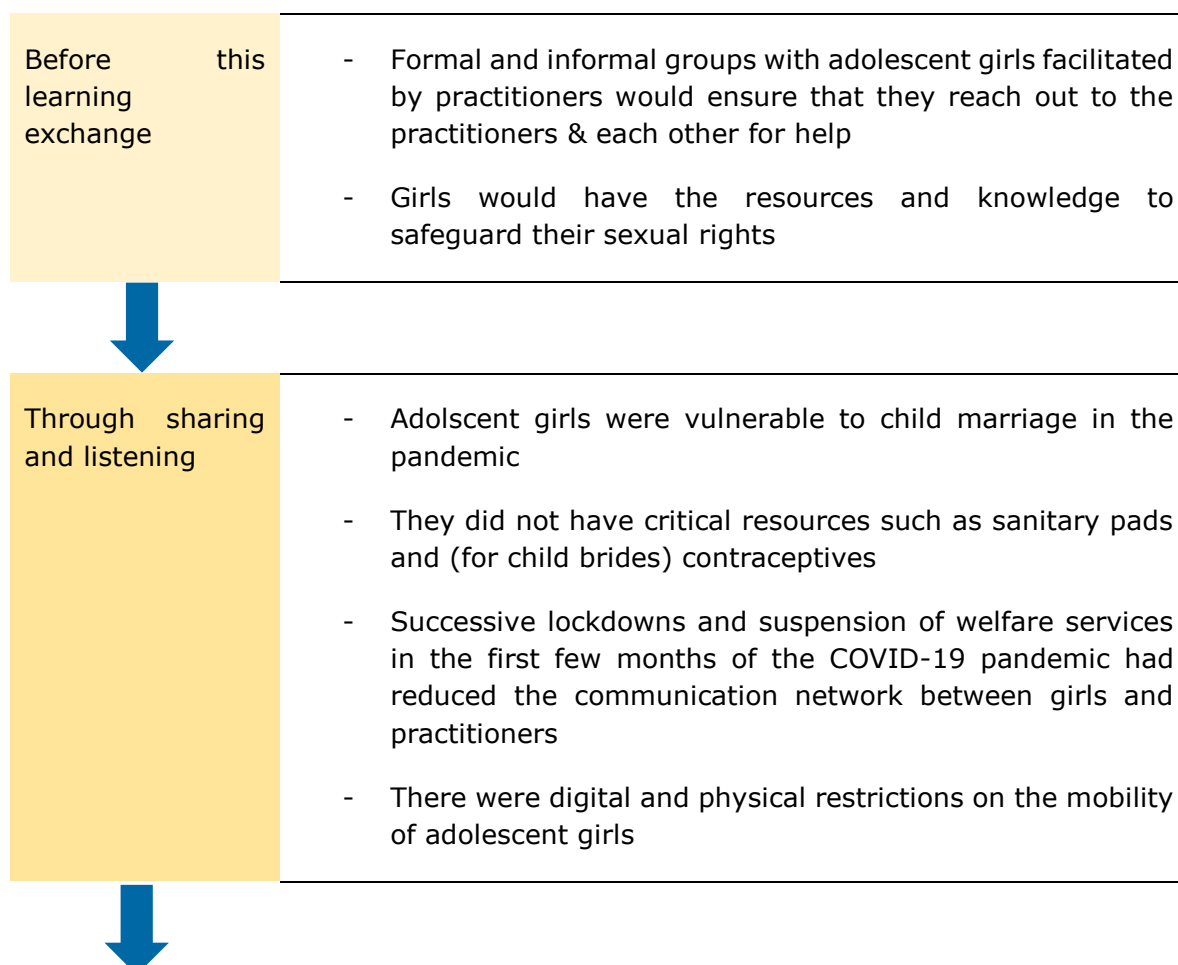 Before this
learning
exchange
- Formal and informal groups with adolescent girls facilitated
by practitioners would ensure that they reach out to the
practitioners & each other for help
- Girls would have the resources and knowledge to
safeguard their sexual rights
Through sharing
and listening
- Adolscent girls were vulnerable to child marriage in the
pandemic
- They did not have critical resources such as sanitary pads
and (for child brides) contraceptives
- Successive lockdowns and suspension of welfare services
in the first few months of the COVID-19 pandemic had
reduced the communication network between girls and
practitioners
- There were digital and physical restrictions on the mobility
of adolescent girls